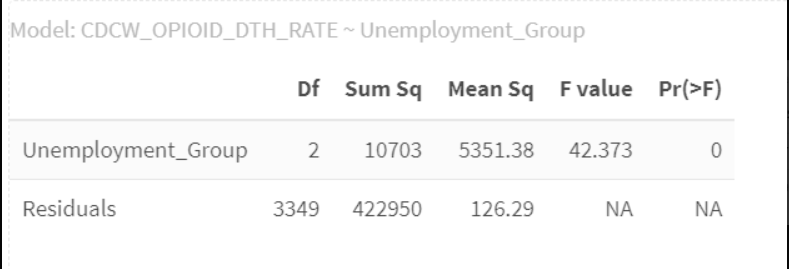 Model: CDCW_OPIOID_DTH_RATE ~ Unemployment_Group
Df Sum Sq Mean Sq F value Pr(>F)
Unemployment_Group 2 10703 5351.38 42.373 0
Residuals 3349 422950 126.29 NA NA